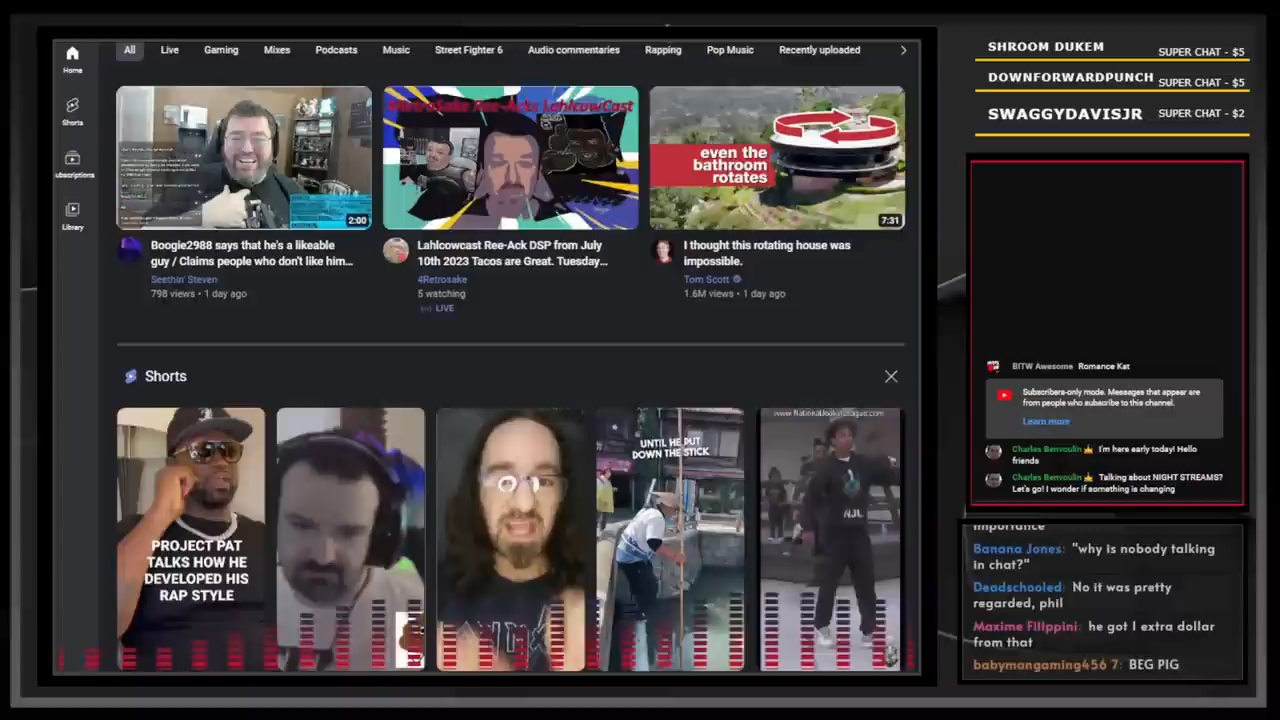 All
Live
Gaming
Mixes
Podcasts
Music
Street Fighter 6
Audio commentaries
Rapping
Pop Music
Recently uploaded
Home
Shorts
ubscriptions
Library
#RetroSake Ree-Acks LahlcowCast
2:00
even the
bathroom
rotates
7:31
Boogie2988 says that he's a likeable
guy / Claims people who don't like him...
Seethin' Steven
798 views • 1 day ago
Lahlcowcast Ree-Ack DSP from July
10th 2023 Tacos are Great. Tuesday...
4Retrosake
5 watching
LIVE
I thought this rotating house was
impossible.
Tom Scott
1.6M views • 1 day ago
Shorts
PROJECT PAT
TALKS HOW HE
DEVELOPED HIS
RAP STYLE
UNTIL HE PUT
DOWN THE STICK
NJL
SHROOM DUKEM
SUPER CHAT - $5
DOWNFORWARDPUNCH
SUPER CHAT - $5
SWAGGYDAVISJR
SUPER CHAT - $2
BITW Awesome Romance Kat
Subscribers-only mode. Messages that appear are
from people who subscribe to this channel.
Learn more
Charles Benvolin I'm here early today! Hello
friends
Charles Benvolin Talking about NIGHT STREAMS?
Let's go! I wonder if something is changing
importance
Banana Jones: "why is nobody talking
in chat?"
Deadschooled: No it was pretty
regarded, phil
Maxime Filippini: he got 1 extra dollar
from that
babymangaming456 7: BEG PIG